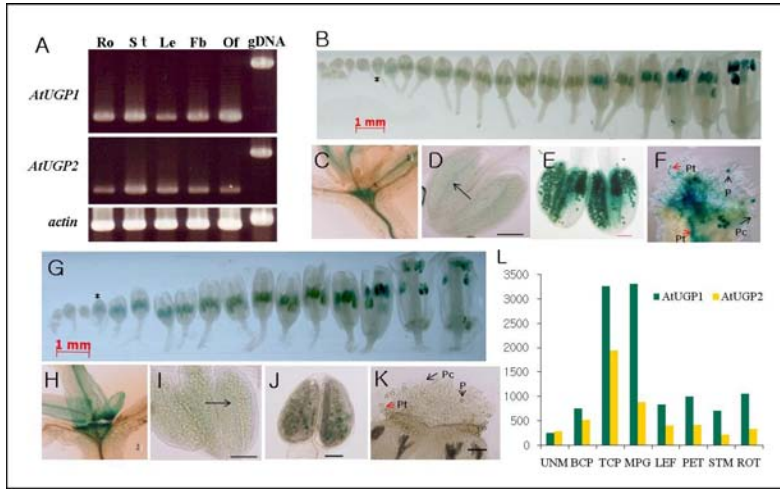 A
Ro St Le Fb Of gDNA
AtUGP1
AtUGP2
actin
B
*
1 mm
C
D
E
F
Pt
P
Pc
Pt
G
*
1 mm
H
I
J
K
Pc
P
Pt
L
3500
3000
2500
2000
1500
1000
500
0
AtUGP1 AtUGP2
UNM BCP TCP MPG LEF PET STM ROT